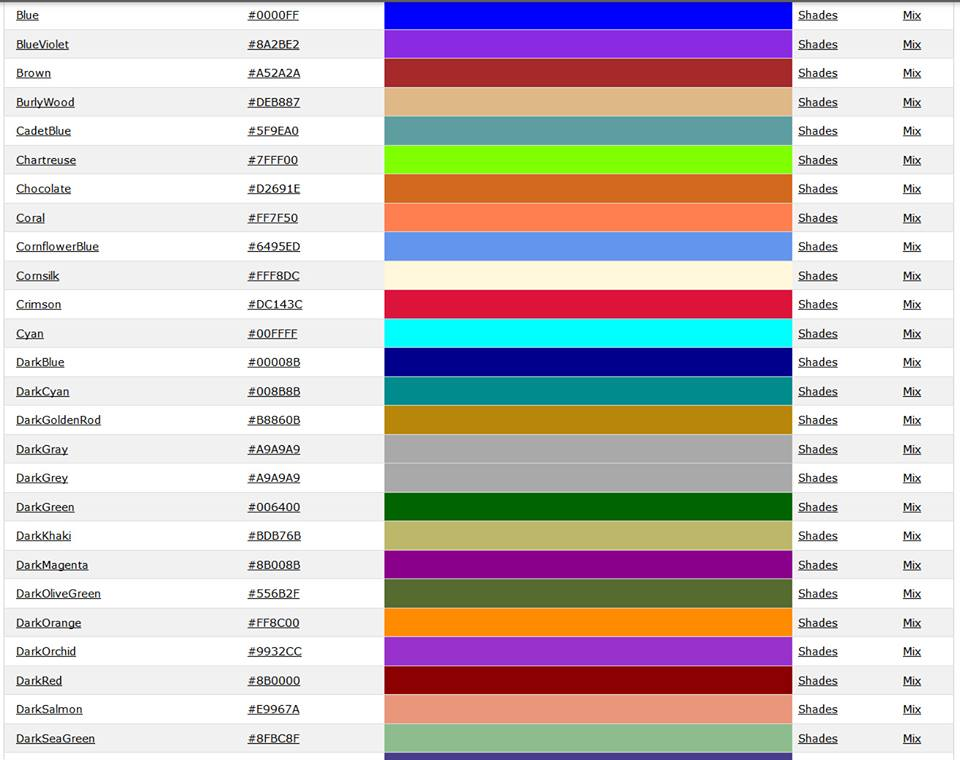 Blue #0000FF Shades Mix
BlueViolet #8A2BE2 Shades Mix
Brown #A52A2A Shades Mix
BurlyWood #DEB887 Shades Mix
CadetBlue #5F9EA0 Shades Mix
Chartreuse #7FFF00 Shades Mix
Chocolate #D2691E Shades Mix
Coral #FF7F50 Shades Mix
CornflowerBlue #6495ED Shades Mix
Cornsilk #FFF8DC Shades Mix
Crimson #DC143C Shades Mix
Cyan #00FFFF Shades Mix
DarkBlue #00008B Shades Mix
DarkCyan #008B8B Shades Mix
DarkGoldenRod #B8860B Shades Mix
DarkGray #A9A9A9 Shades Mix
DarkGrey #A9A9A9 Shades Mix
DarkGreen #006400 Shades Mix
DarkKhaki #BDB76B Shades Mix
DarkMagenta #8B008B Shades Mix
DarkOliveGreen #556B2F Shades Mix
DarkOrange #FF8C00 Shades Mix
DarkOrchid #9932CC Shades Mix
DarkRed #8B0000 Shades Mix
DarkSalmon #E9967A Shades Mix
DarkSeaGreen #8FBC8F Shades Mix